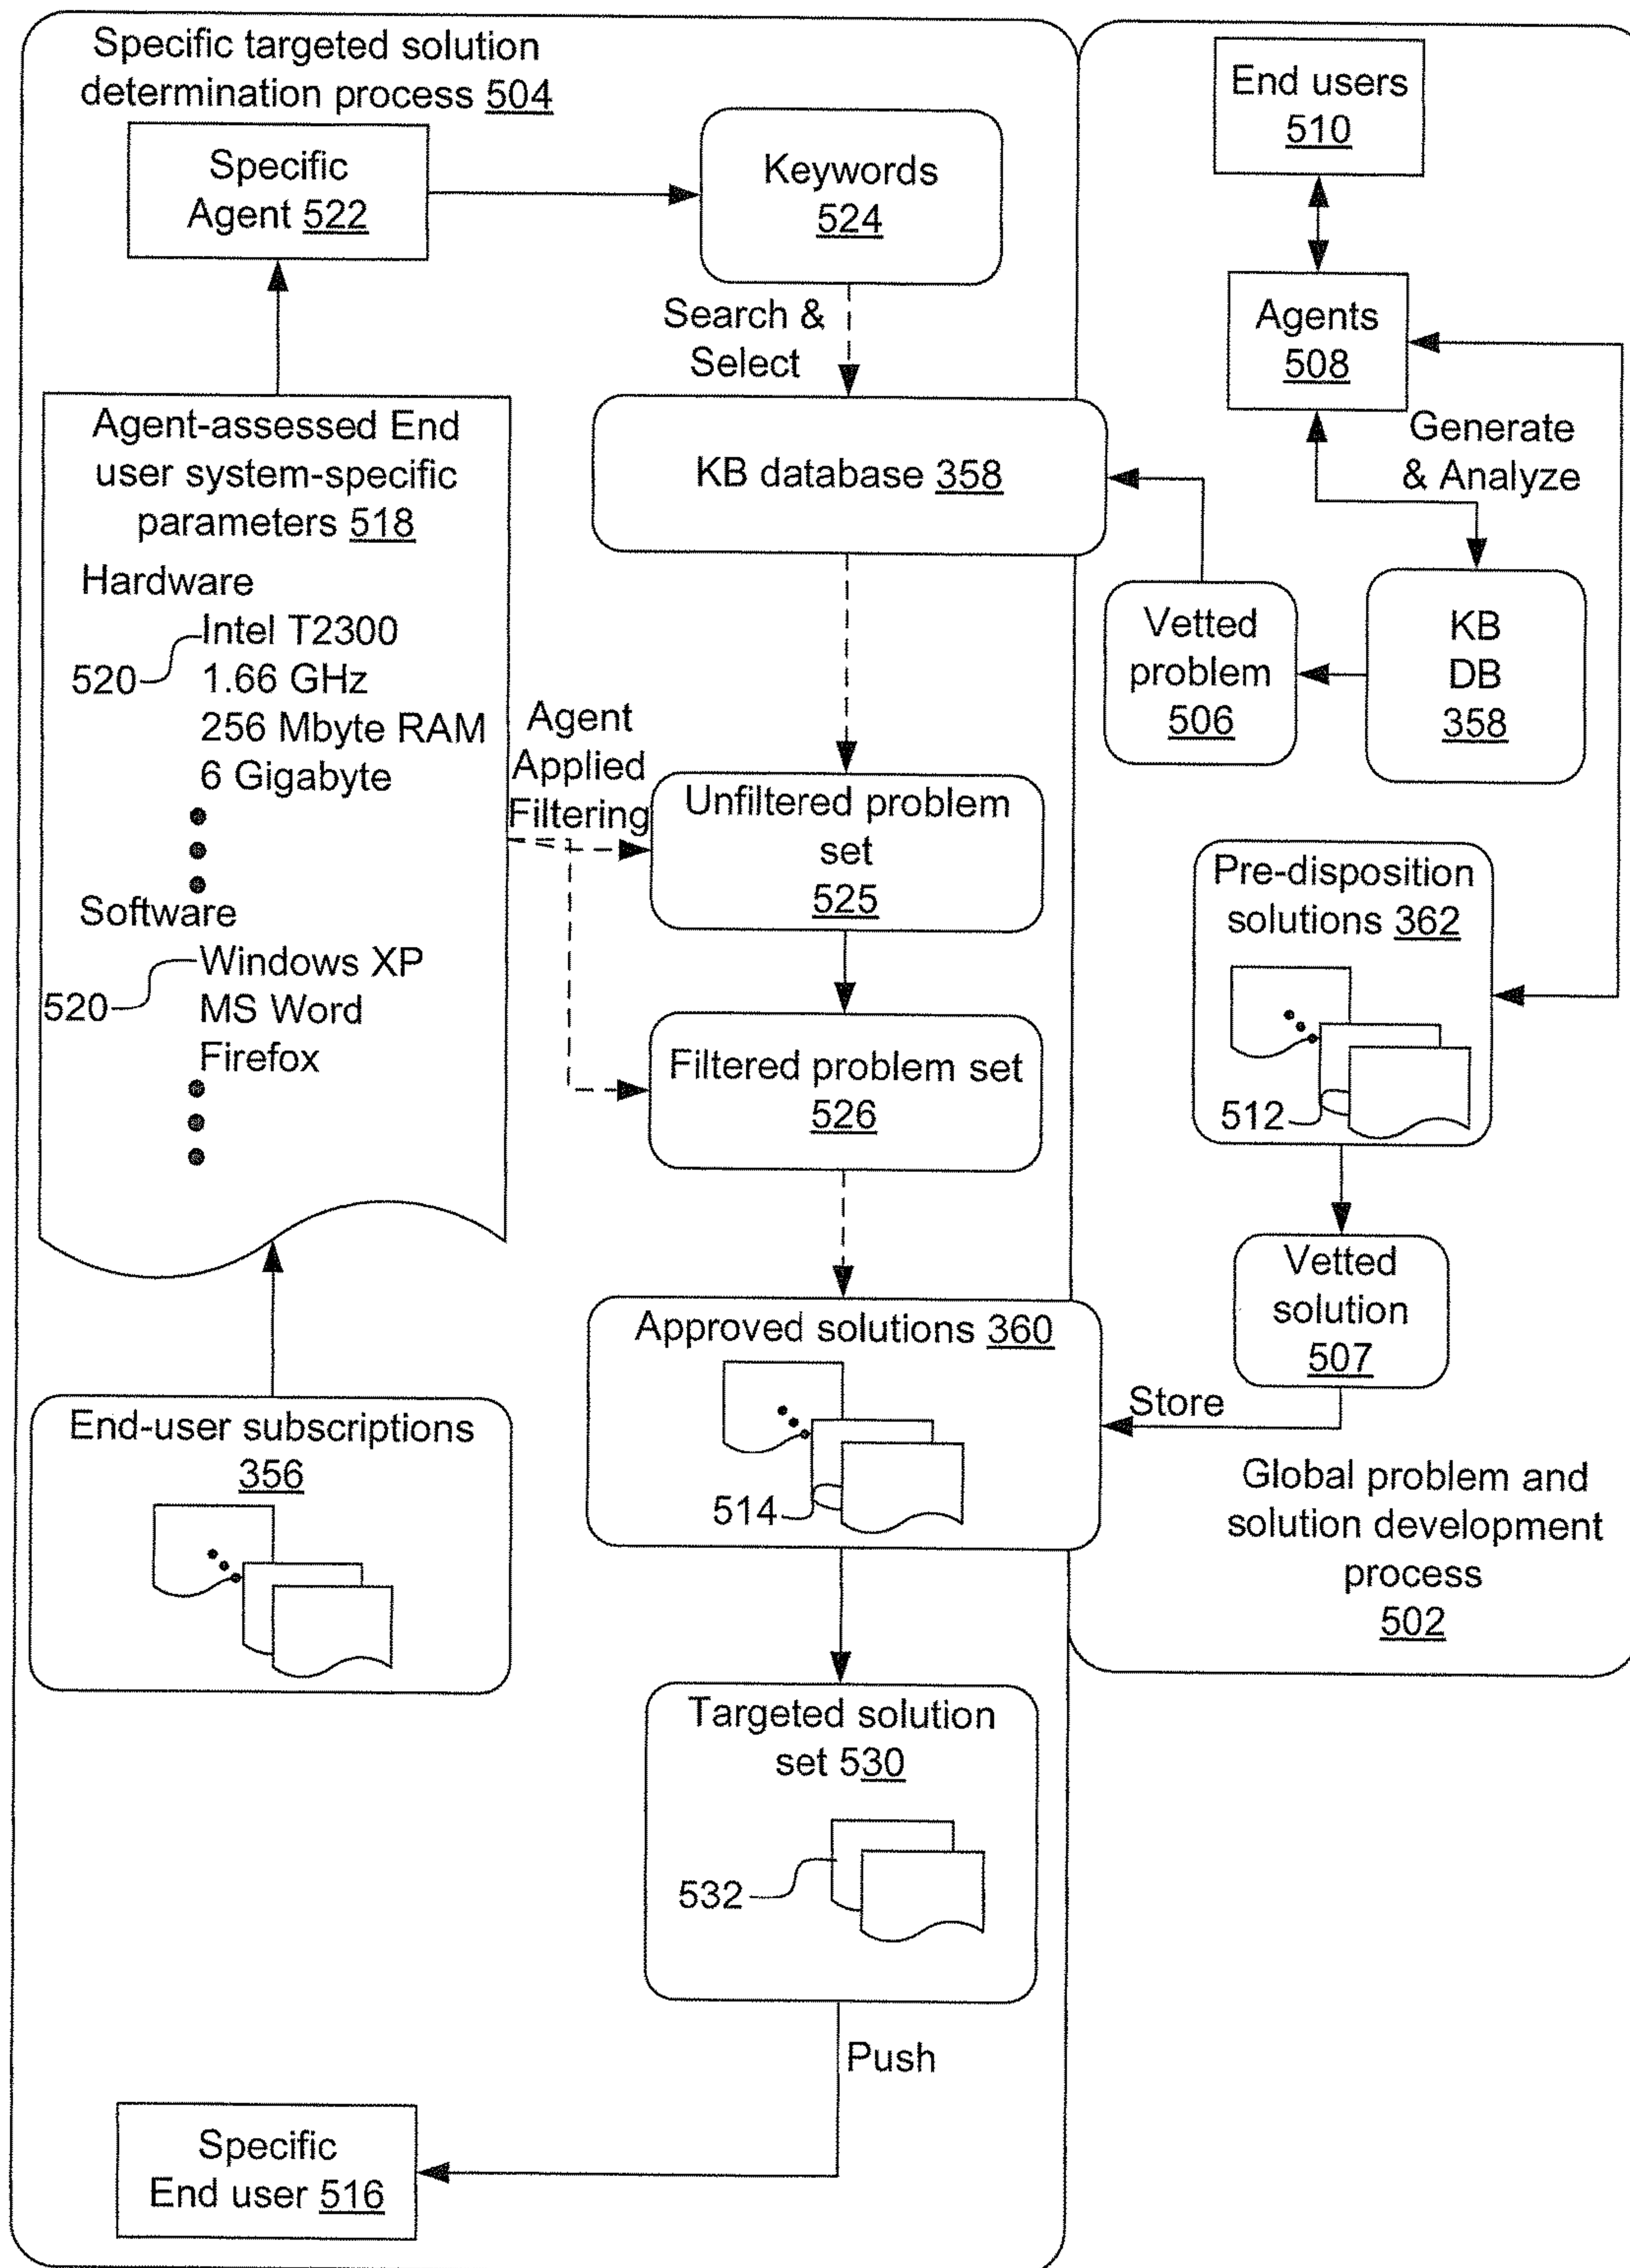 Specific targeted solution
determination process 504
Specific
Agent 522
Keywords
524
Search &
Select
Agent-assessed End
user system-specific
parameters 518
Hardware
Intel T2300
520
1.66 GHz
256 Mbyte RAM
6 Gigabyte
Software
Windows XP
520
MS Word
Firefox
Agent
Applied
Filtering
KB database 358
Unfiltered problem
set
525
Filtered problem set
526
Approved solutions 360
514
End-user subscriptions
356
Targeted solution
set 530
532
Push
Specific
End user 516
End users
510
Agents
508
Generate
& Analyze
Vetted
problem
506
KB
DB
358
Pre-disposition
solutions 362
512
Vetted
solution
507
Store
Global problem and
solution development
process
502